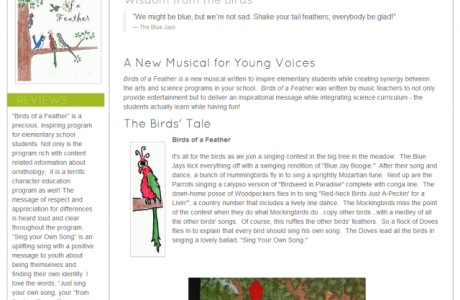 of a
Feather
REVIEWS
"Birds of a Feather" is a
precious, inspiring program
for elementary school
students. Not only is the
program rich with content
related information about
ornithology; it is a terrific
character education
program as well! The
message of respect and
appreciation for differences
is heard loud and clear
throughout the program.
"Sing your Own Song" is an
uplifting song with a positive
message to youth about
being themselves and
finding their own identity. I
love the words, "Just sing
your own song, your "from
Wisdom from the Birds
"We might be blue, but we're not sad. Shake your tail feathers; everybody be glad!"
— The Blue Jays
A New Musical for Young Voices
Birds of a Feather is a new musical written to inspire elementary students while creating synergy between
the arts and science programs in your school. Birds of a Feather was written by music teachers to not only
provide entertainment but to deliver an inspirational message while integrating science curriculum - the
students actually learn while having fun!
The Birds' Tale
Birds of a Feather
It's all for the birds as we join a singing contest in the big tree in the meadow. The Blue
Jays kick everything off with a swinging rendition of "Blue Jay Boogie." After their song and
dance, a bunch of Hummingbirds fly in to sing a sprightly Mozartian tune. Next up are the
Parrots singing a calypso version of "Birdseed in Paradise" complete with conga line. The
down-home posse of Woodpeckers flies in to sing "Red-Neck Birds Just A-Peckin' for a
Livin'", a country number that includes a lively line dance. The Mockingbirds miss the point
of the contest when they do what Mockingbirds do...copy other birds...with a medley of all
the other birds' songs. Of course, this ruffles the other birds' feathers. So a flock of Doves
flies in to explain that every bird should sing his own song. The Doves lead all the birds in
singing a lovely ballad, "Sing Your Own Song."